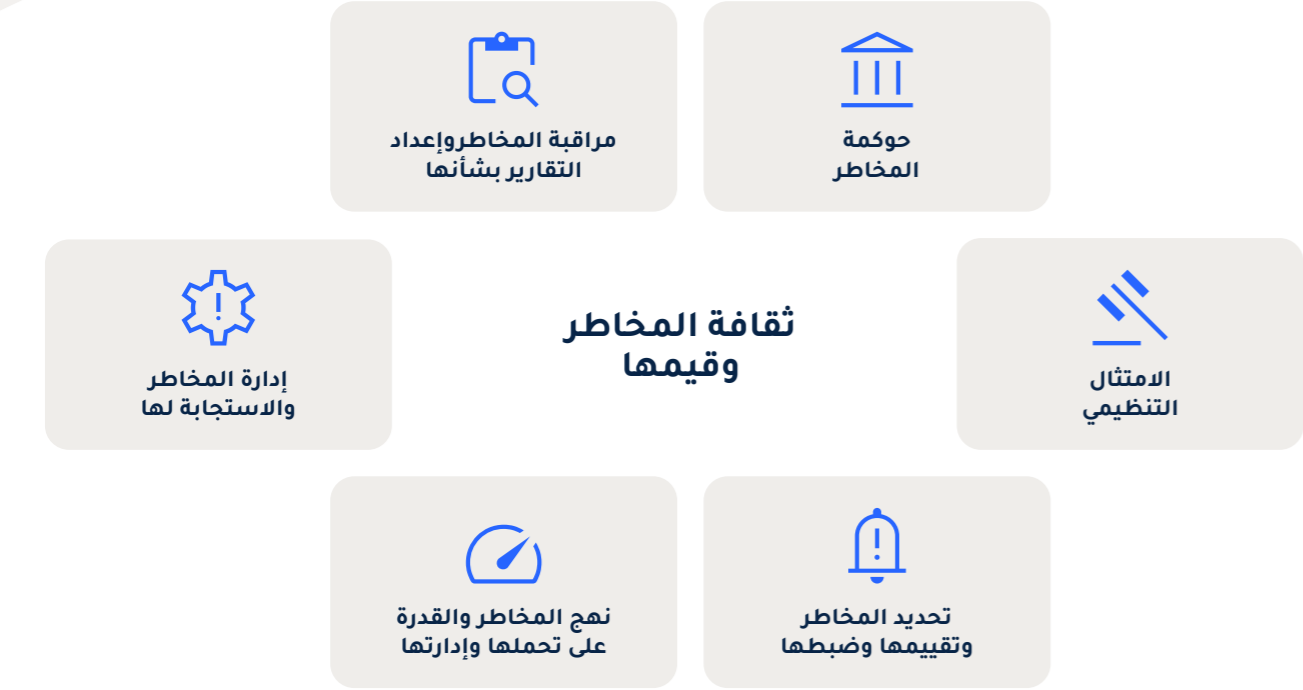 حوكمة
المخاطر
مراقبة المخاطروإعداد
التقارير بشأنها
الامتثال
التنظيمي
ثقافة المخاطر
وقيمها
إدارة المخاطر
والاستجابة لها
تحديد المخاطر
وتقييمها وضبطها
نهج المخاطر والقدرة
على تحملها وإدارتها